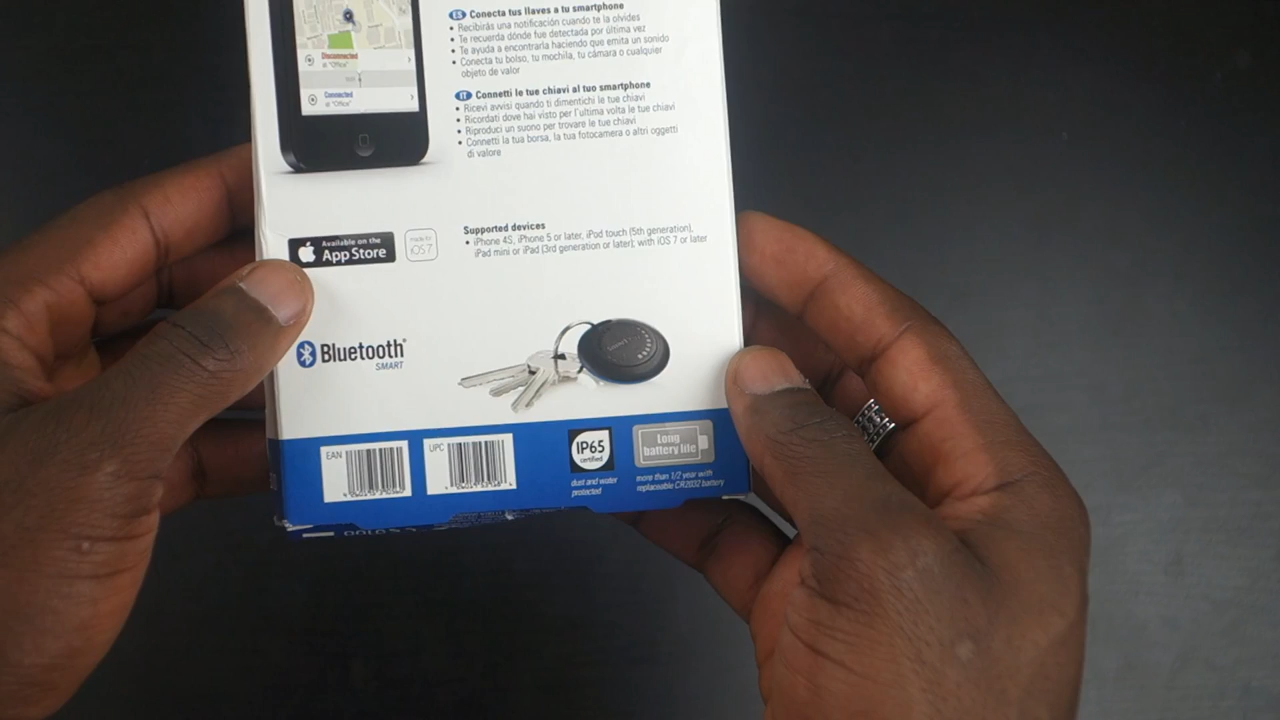 Disconnected
at "Office"
Connected
at "Office"
ES Conecta tus llaves a tu smartphone
• Recibirás una notificación cuando te la olvides
• Te recuerda dónde fue detectada por última vez
• Te ayuda a encontrarla haciendo que emita un sonido
• Conecta tu bolso, tu mochila, tu cámara o cualquier
objeto de valor
IT Connetti le tue chiavi al tuo smartphone
• Ricevi avvisi quando ti dimentichi le tue chiavi
• Ricordati dove hai visto per l'ultima volta le tue chiavi
• Riproduci un suono per trovare le tue chiavi
• Connetti la tua borsa, la tua fotocamera o altri oggetti
di valore
Available on the
App Store
made for
iOS7
Supported devices
• iPhone 4S, iPhone 5 or later, iPod touch (5th generation),
iPad mini or iPad (3rd generation or later); with iOS 7 or later
Bluetooth®
SMART
EAN
UPC
IP65
certified
dust and water
protected
Long
battery life
more than 1/2 year with
replaceable CR2032 battery